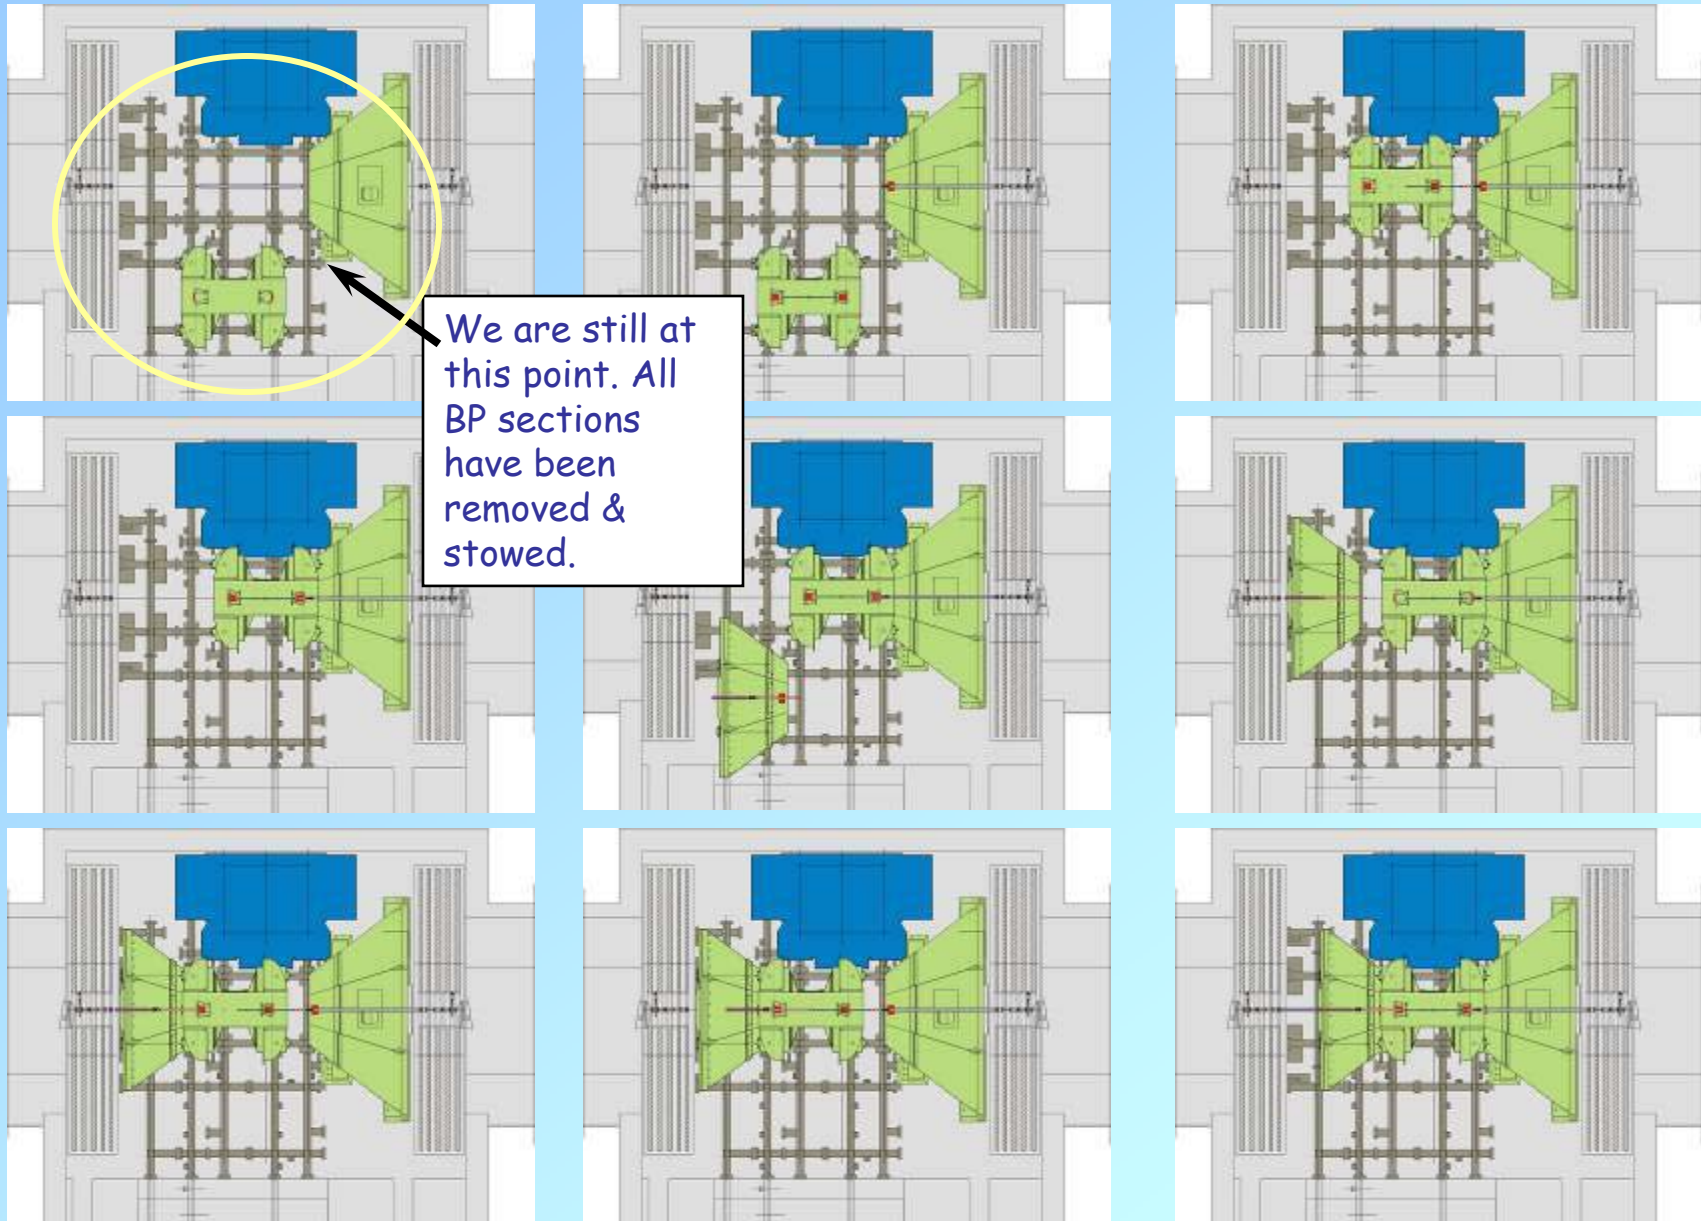 We are still at
this point. All
BP sections
have been
removed &
stowed.